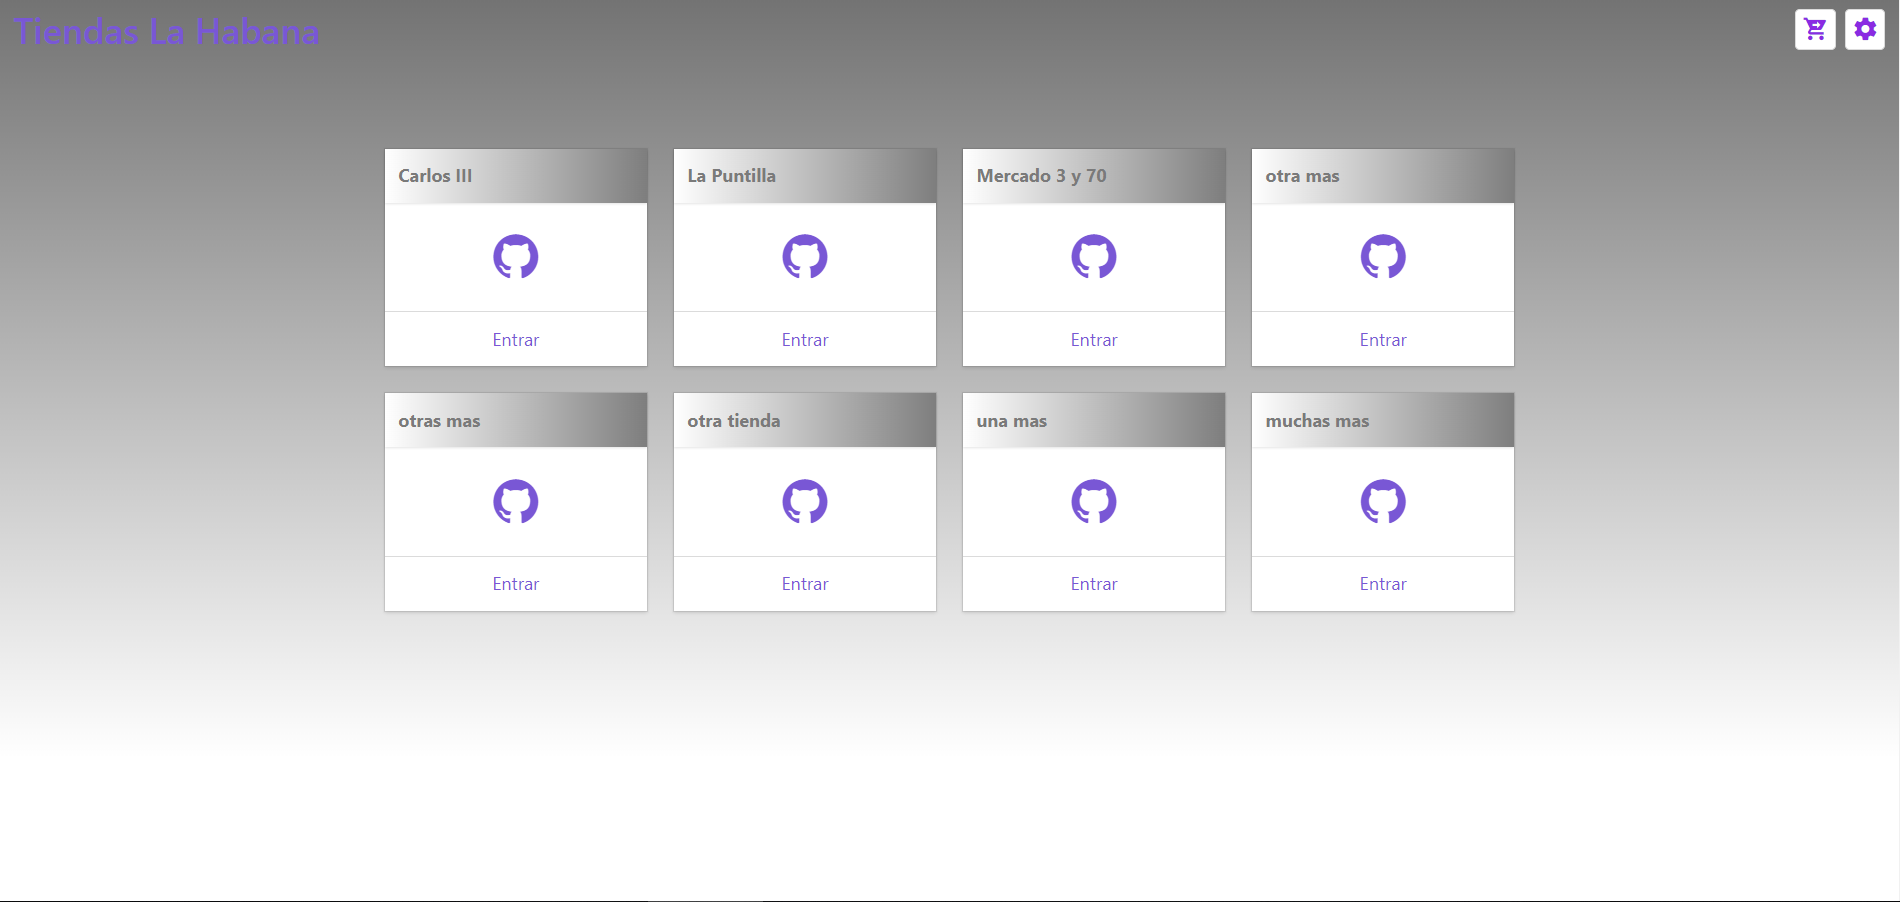 Tiendas La Habana
Carlos III
La Puntilla
Mercado 3 y 70
otra mas
Entrar
Entrar
Entrar
Entrar
otras mas
otra tienda
una mas
muchas mas
Entrar
Entrar
Entrar
Entrar